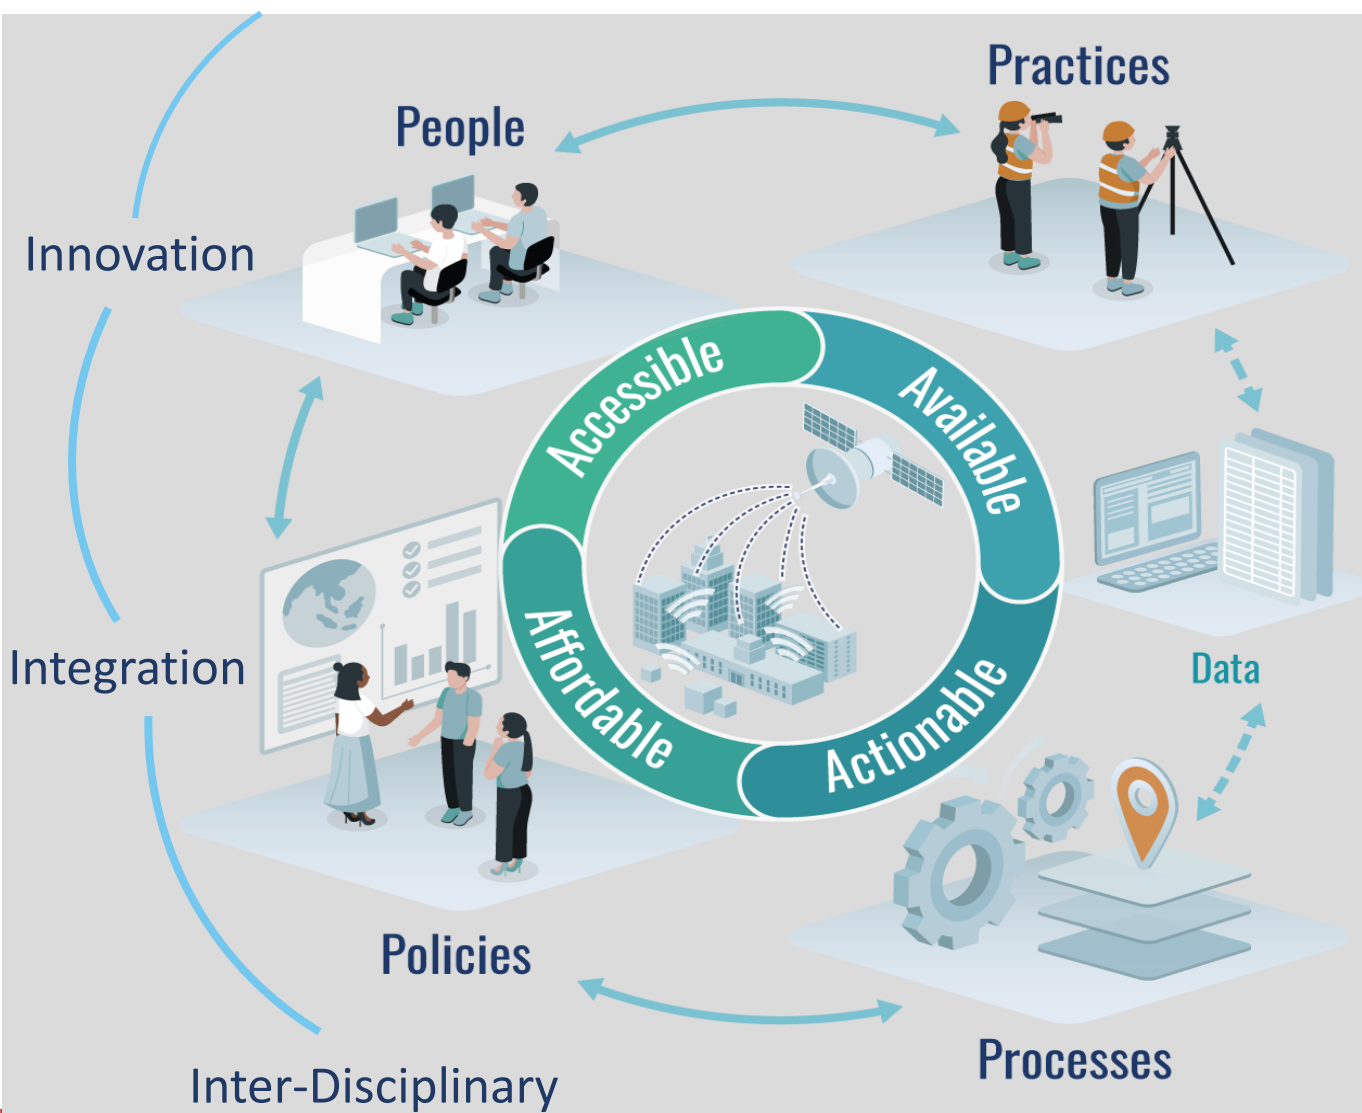 Practices
People
Innovation
Accessible
Available
Integration
Affordable
Actionable
Data
Policies
Processes
Inter-Disciplinary